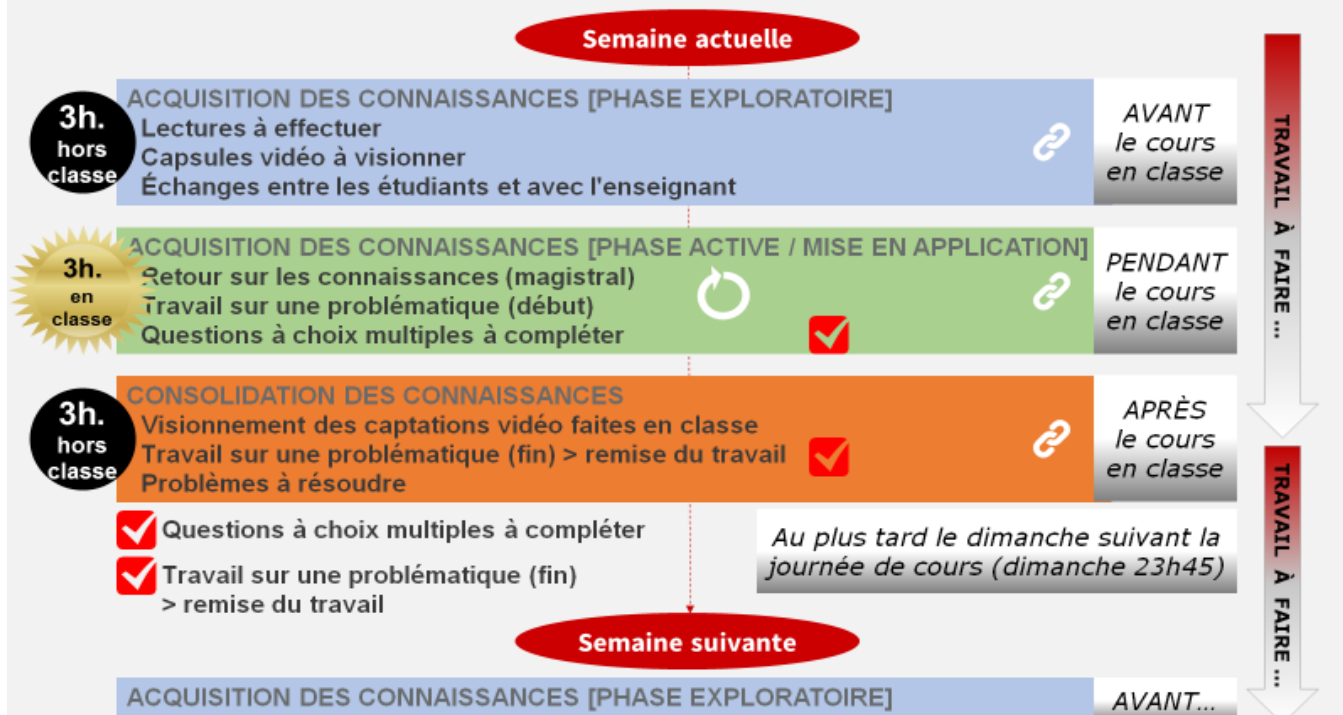 Semaine actuelle
3h.
hors
classe
ACQUISITION DES CONNAISSANCES [PHASE EXPLORATOIRE]
Lectures à effectuer
Capsules vidéo à visionner
Échanges entre les étudiants et avec l'enseignant
AVANT
le cours
en classe
3h.
en
classe
ACQUISITION DES CONNAISSANCES [PHASE ACTIVE / MISE EN APPLICATION]
Retour sur les connaissances (magistral)
Travail sur une problématique (début)
Questions à choix multiples à compléter
PENDANT
le cours
en classe
TRAVAIL À FAIRE ...
3h.
hors
classe
CONSOLIDATION DES CONNAISSANCES
Visionnement des captations vidéo faites en classe
Travail sur une problématique (fin) > remise du travail
Problèmes à résoudre
APRÈS
le cours
en classe
Questions à choix multiples à compléter
Travail sur une problématique (fin)
> remise du travail
Au plus tard le dimanche suivant la
journée de cours (dimanche 23h45)
TRAVAIL À FAIRE ...
Semaine suivante
ACQUISITION DES CONNAISSANCES [PHASE EXPLORATOIRE]
AVANT...